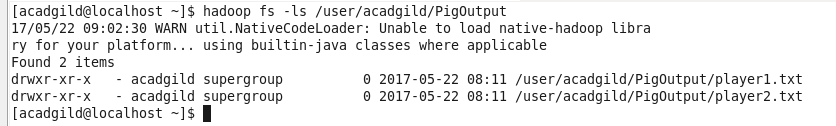 [acadgild@localhost ~]$ hadoop fs -ls /user/acadgild/PigOutput
17/05/22 09:02:30 WARN util.NativeCodeLoader: Unable to load native-hadoop libra
ry for your platform... using builtin-java classes where applicable
Found 2 items
drwxr-xr-x   - acadgild supergroup          0 2017-05-22 08:11 /user/acadgild/PigOutput/player1.txt
drwxr-xr-x   - acadgild supergroup          0 2017-05-22 08:11 /user/acadgild/PigOutput/player2.txt
[acadgild@localhost ~]$